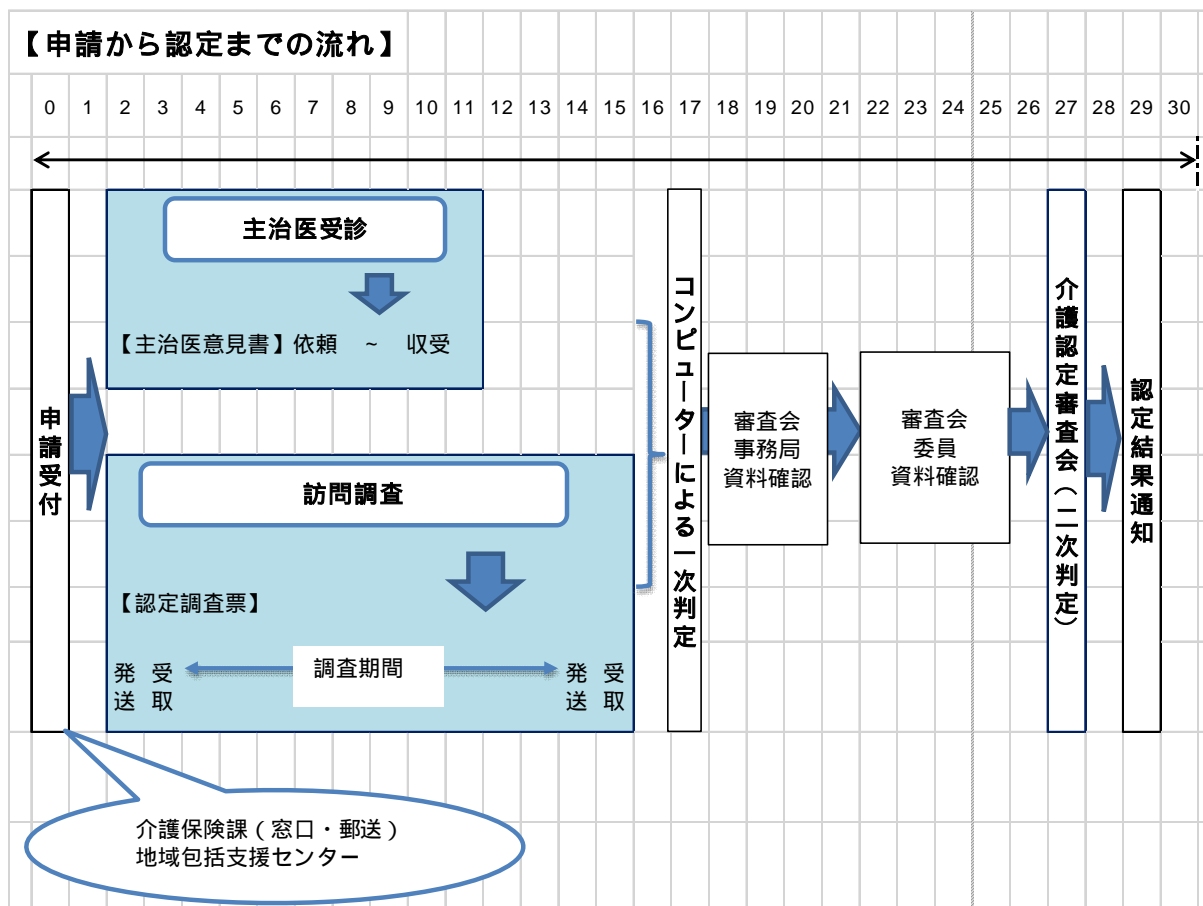 【申請から認定までの流れ】
0 1 2 3 4 5 6 7 8 9 10 11 12 13 14 15 16 17 18 19 20 21 22 23 24 25 26 27 28 29 30
申請受付
主治医受診
【主治医意見書】依頼 ~ 収受
訪問調査
【認定調査票】
発送 受取 調査期間 発送 受取
コンピューターによる一次判定
審査会
事務局
資料確認
審査会
委員
資料確認
介護認定審査会(二次判定)
認定結果通知
介護保険課(窓口・郵送)
地域包括支援センター